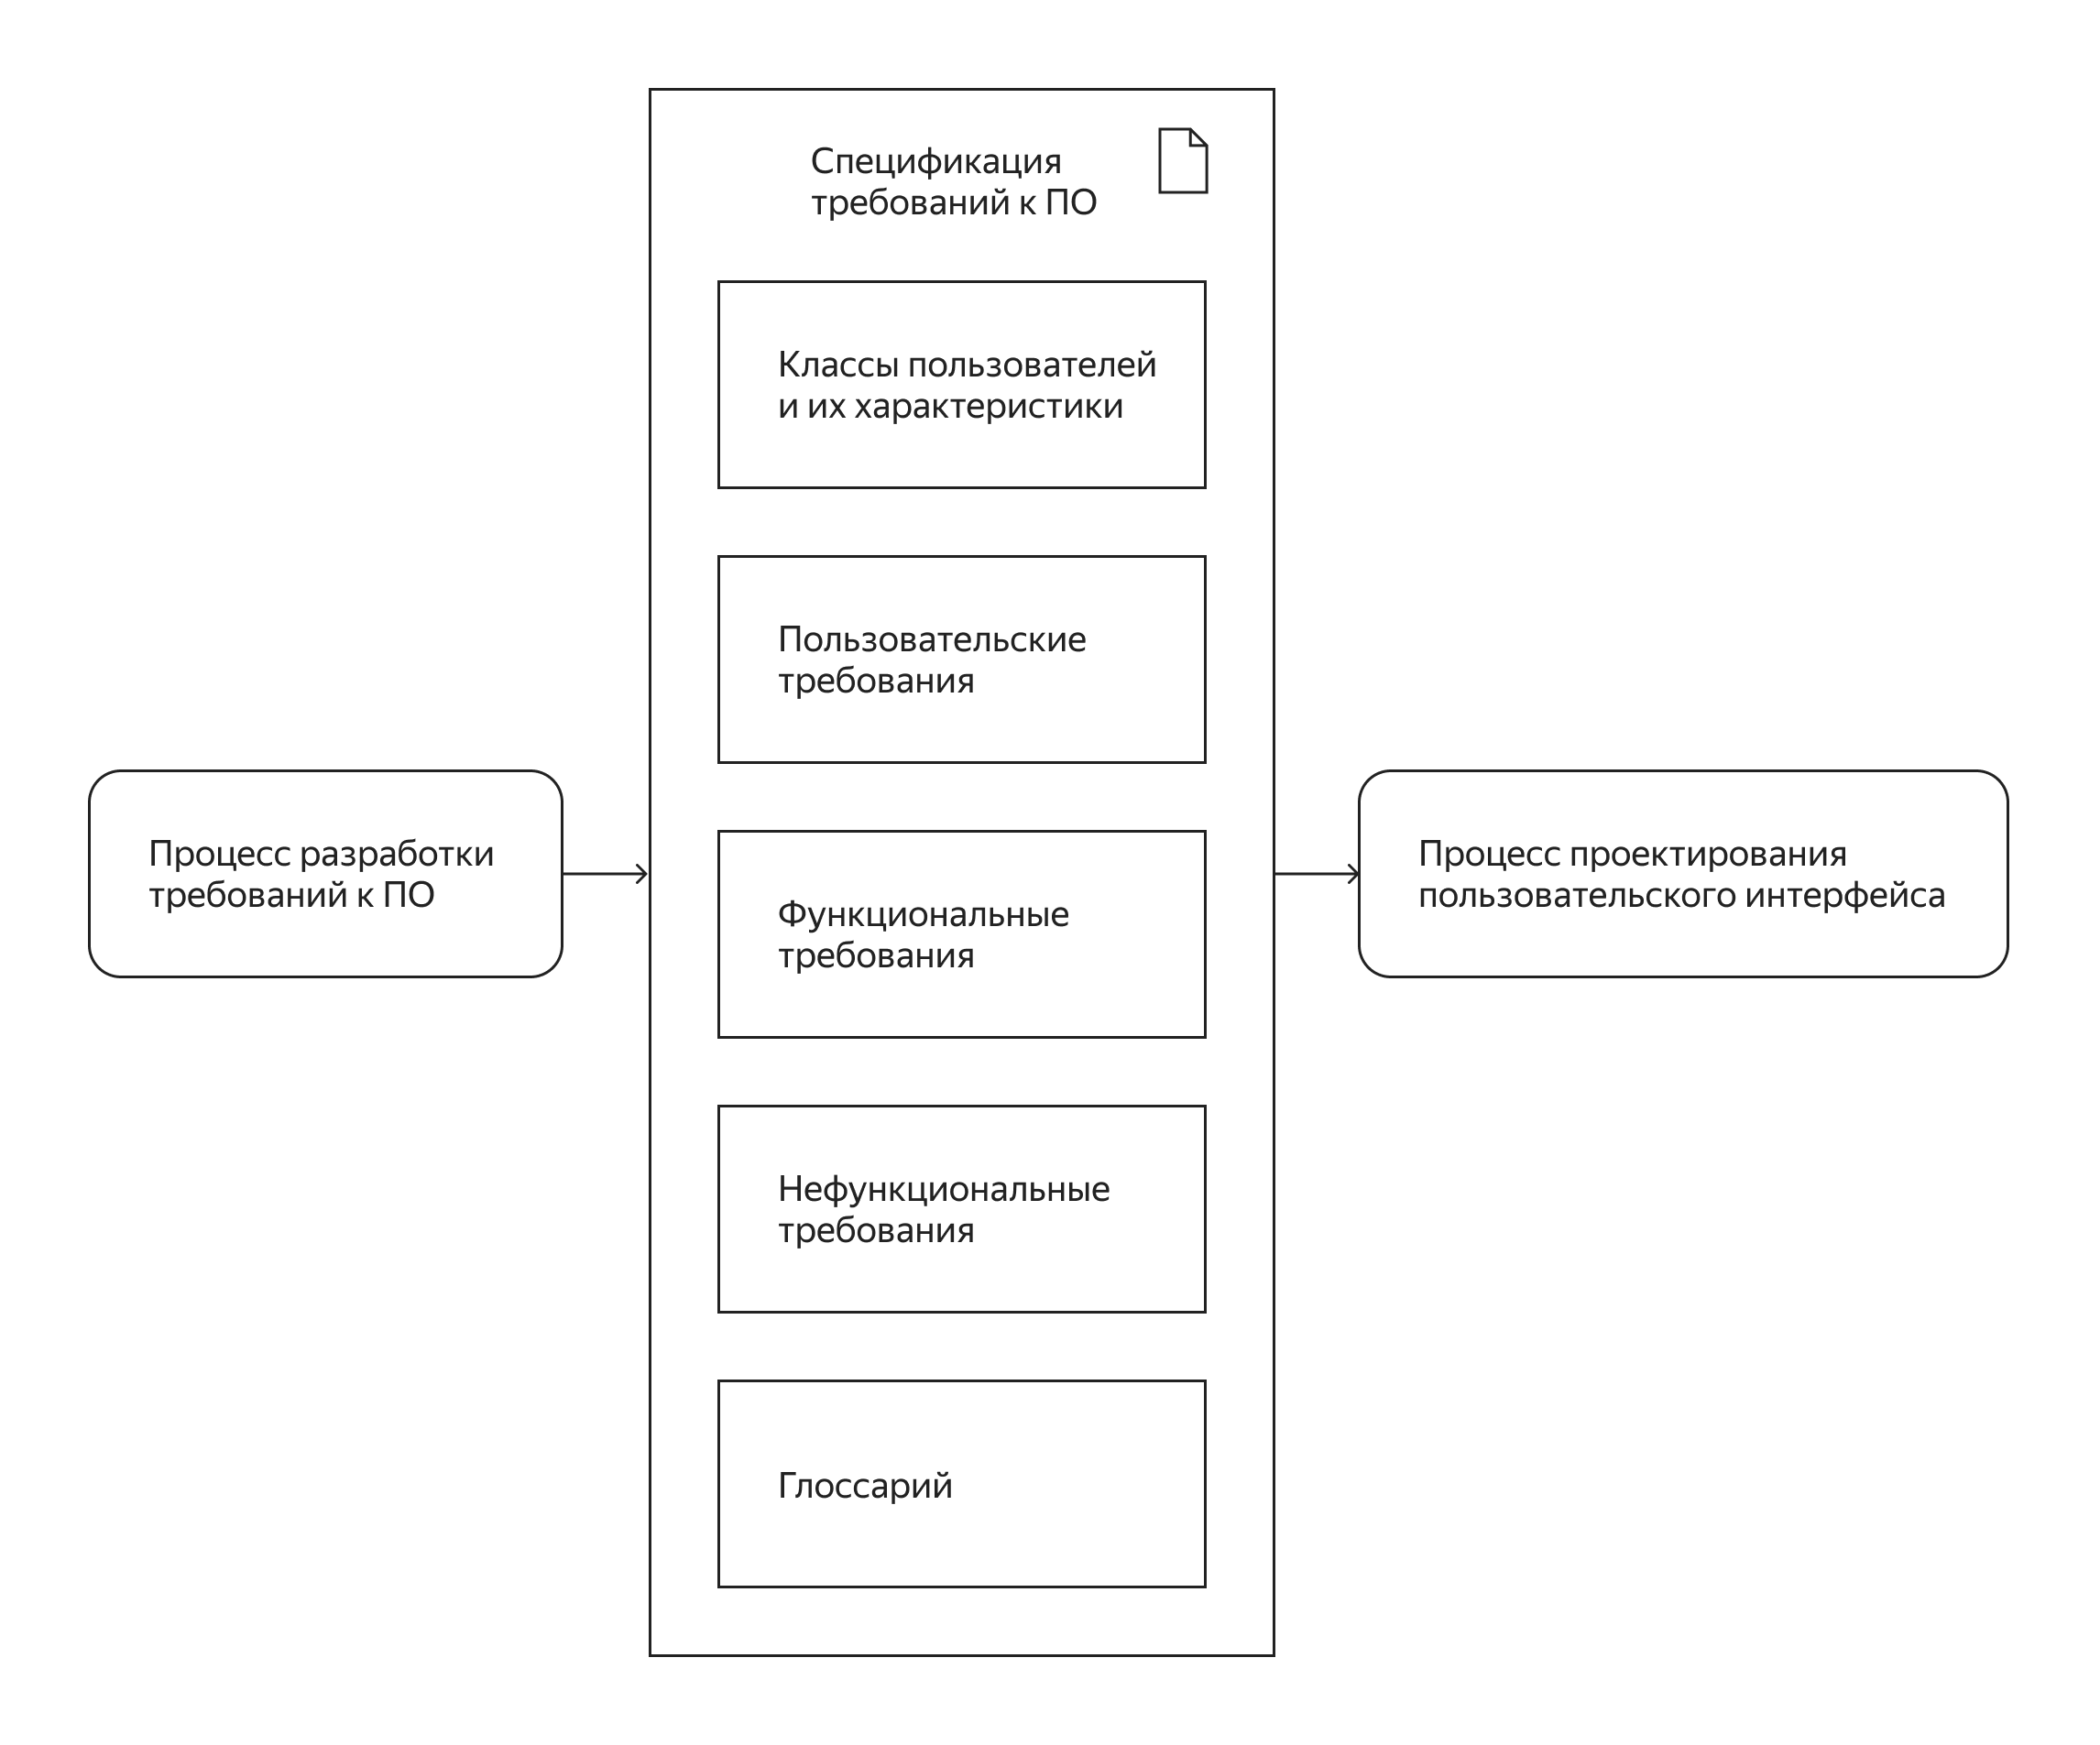 Спецификация
требований к ПО
Классы пользователей
и их характеристики
Пользовательские
требования
Процесс разработки
требований к ПО
Функциональные
требования
Процесс проектирования
пользовательского интерфейса
Нефункциональные
требования
Глоссарий